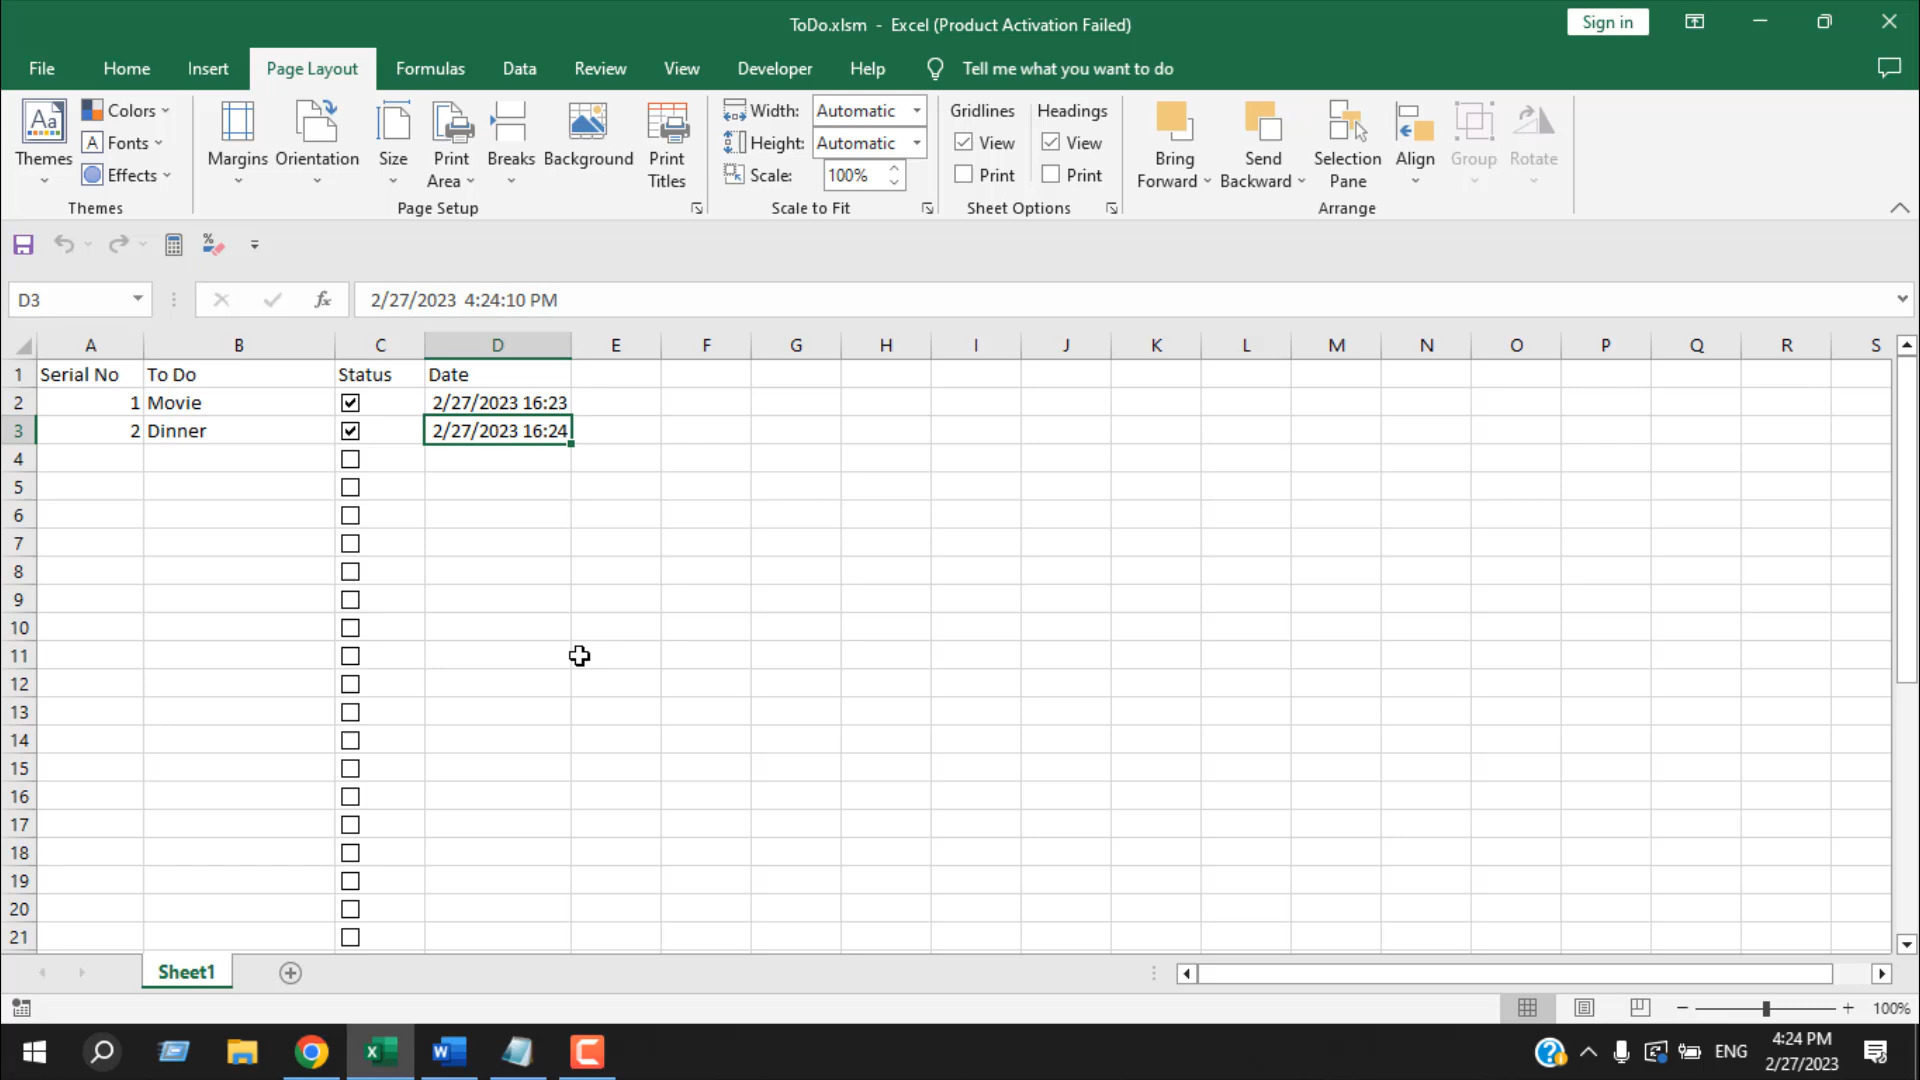 ToDo.xlsm - Excel (Product Activation Failed)
Sign in
File Home Insert Page Layout Formulas Data Review View Developer Help Tell me what you want to do
Aa Themes
Colors
A Fonts
Effects
Themes
Margins
Orientation
Size
Print Area
Breaks
Background
Print Titles
Page Setup
Width: Automatic
Height: Automatic
Scale: 100%
Scale to Fit
Gridlines Headings
View View
Print Print
Sheet Options
Bring Forward
Send Backward
Selection Pane
Align
Group
Rotate
Arrange
D3 fx 2/27/2023 4:24:10 PM
A B C D E F G H I J K L M N O P Q R S
1 Serial No To Do Status Date
2 1 Movie 2/27/2023 16:23
3 2 Dinner 2/27/2023 16:24
4
5
6
7
8
9
10
11
12
13
14
15
16
17
18
19
20
21
Sheet1
100%
ENG 4:24 PM
2/27/2023